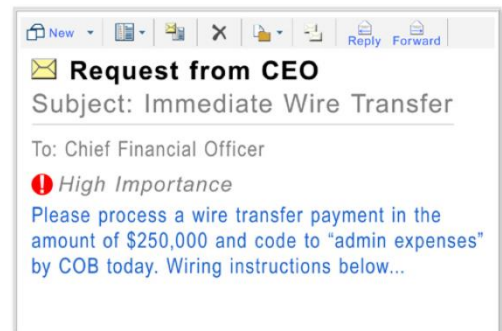 New
Reply Forward
Request from CEO
Subject: Immediate Wire Transfer
To: Chief Financial Officer
High Importance
Please process a wire transfer payment in the
amount of $250,000 and code to “admin expenses”
by COB today. Wiring instructions below...